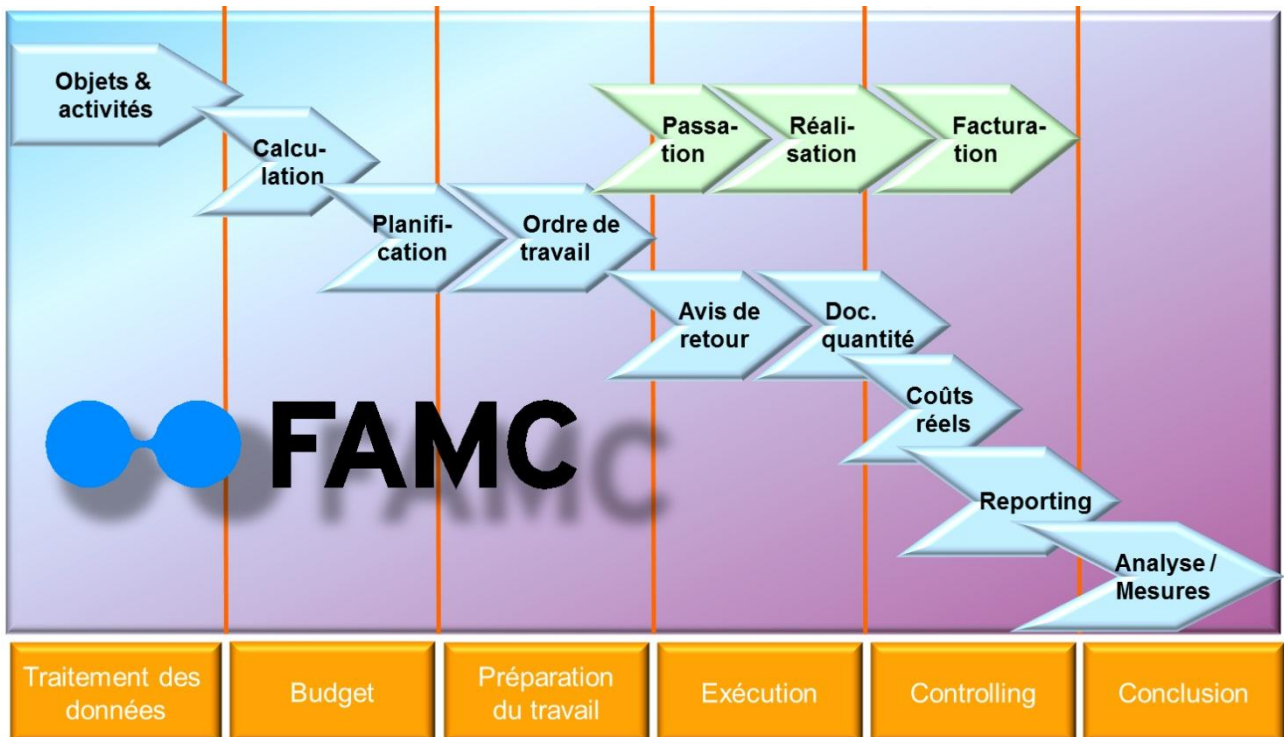 Objets &
activités
Calcu-
lation
Planifi-
cation
Ordre de
travail
Passa-
tion
Réali-
sation
Factura-
tion
Avis de
retour
Doc.
quantité
Coûts
réels
Reporting
Analyse /
Mesures
FAMC
Traitement des
données
Budget
Préparation
du travail
Exécution
Controlling
Conclusion